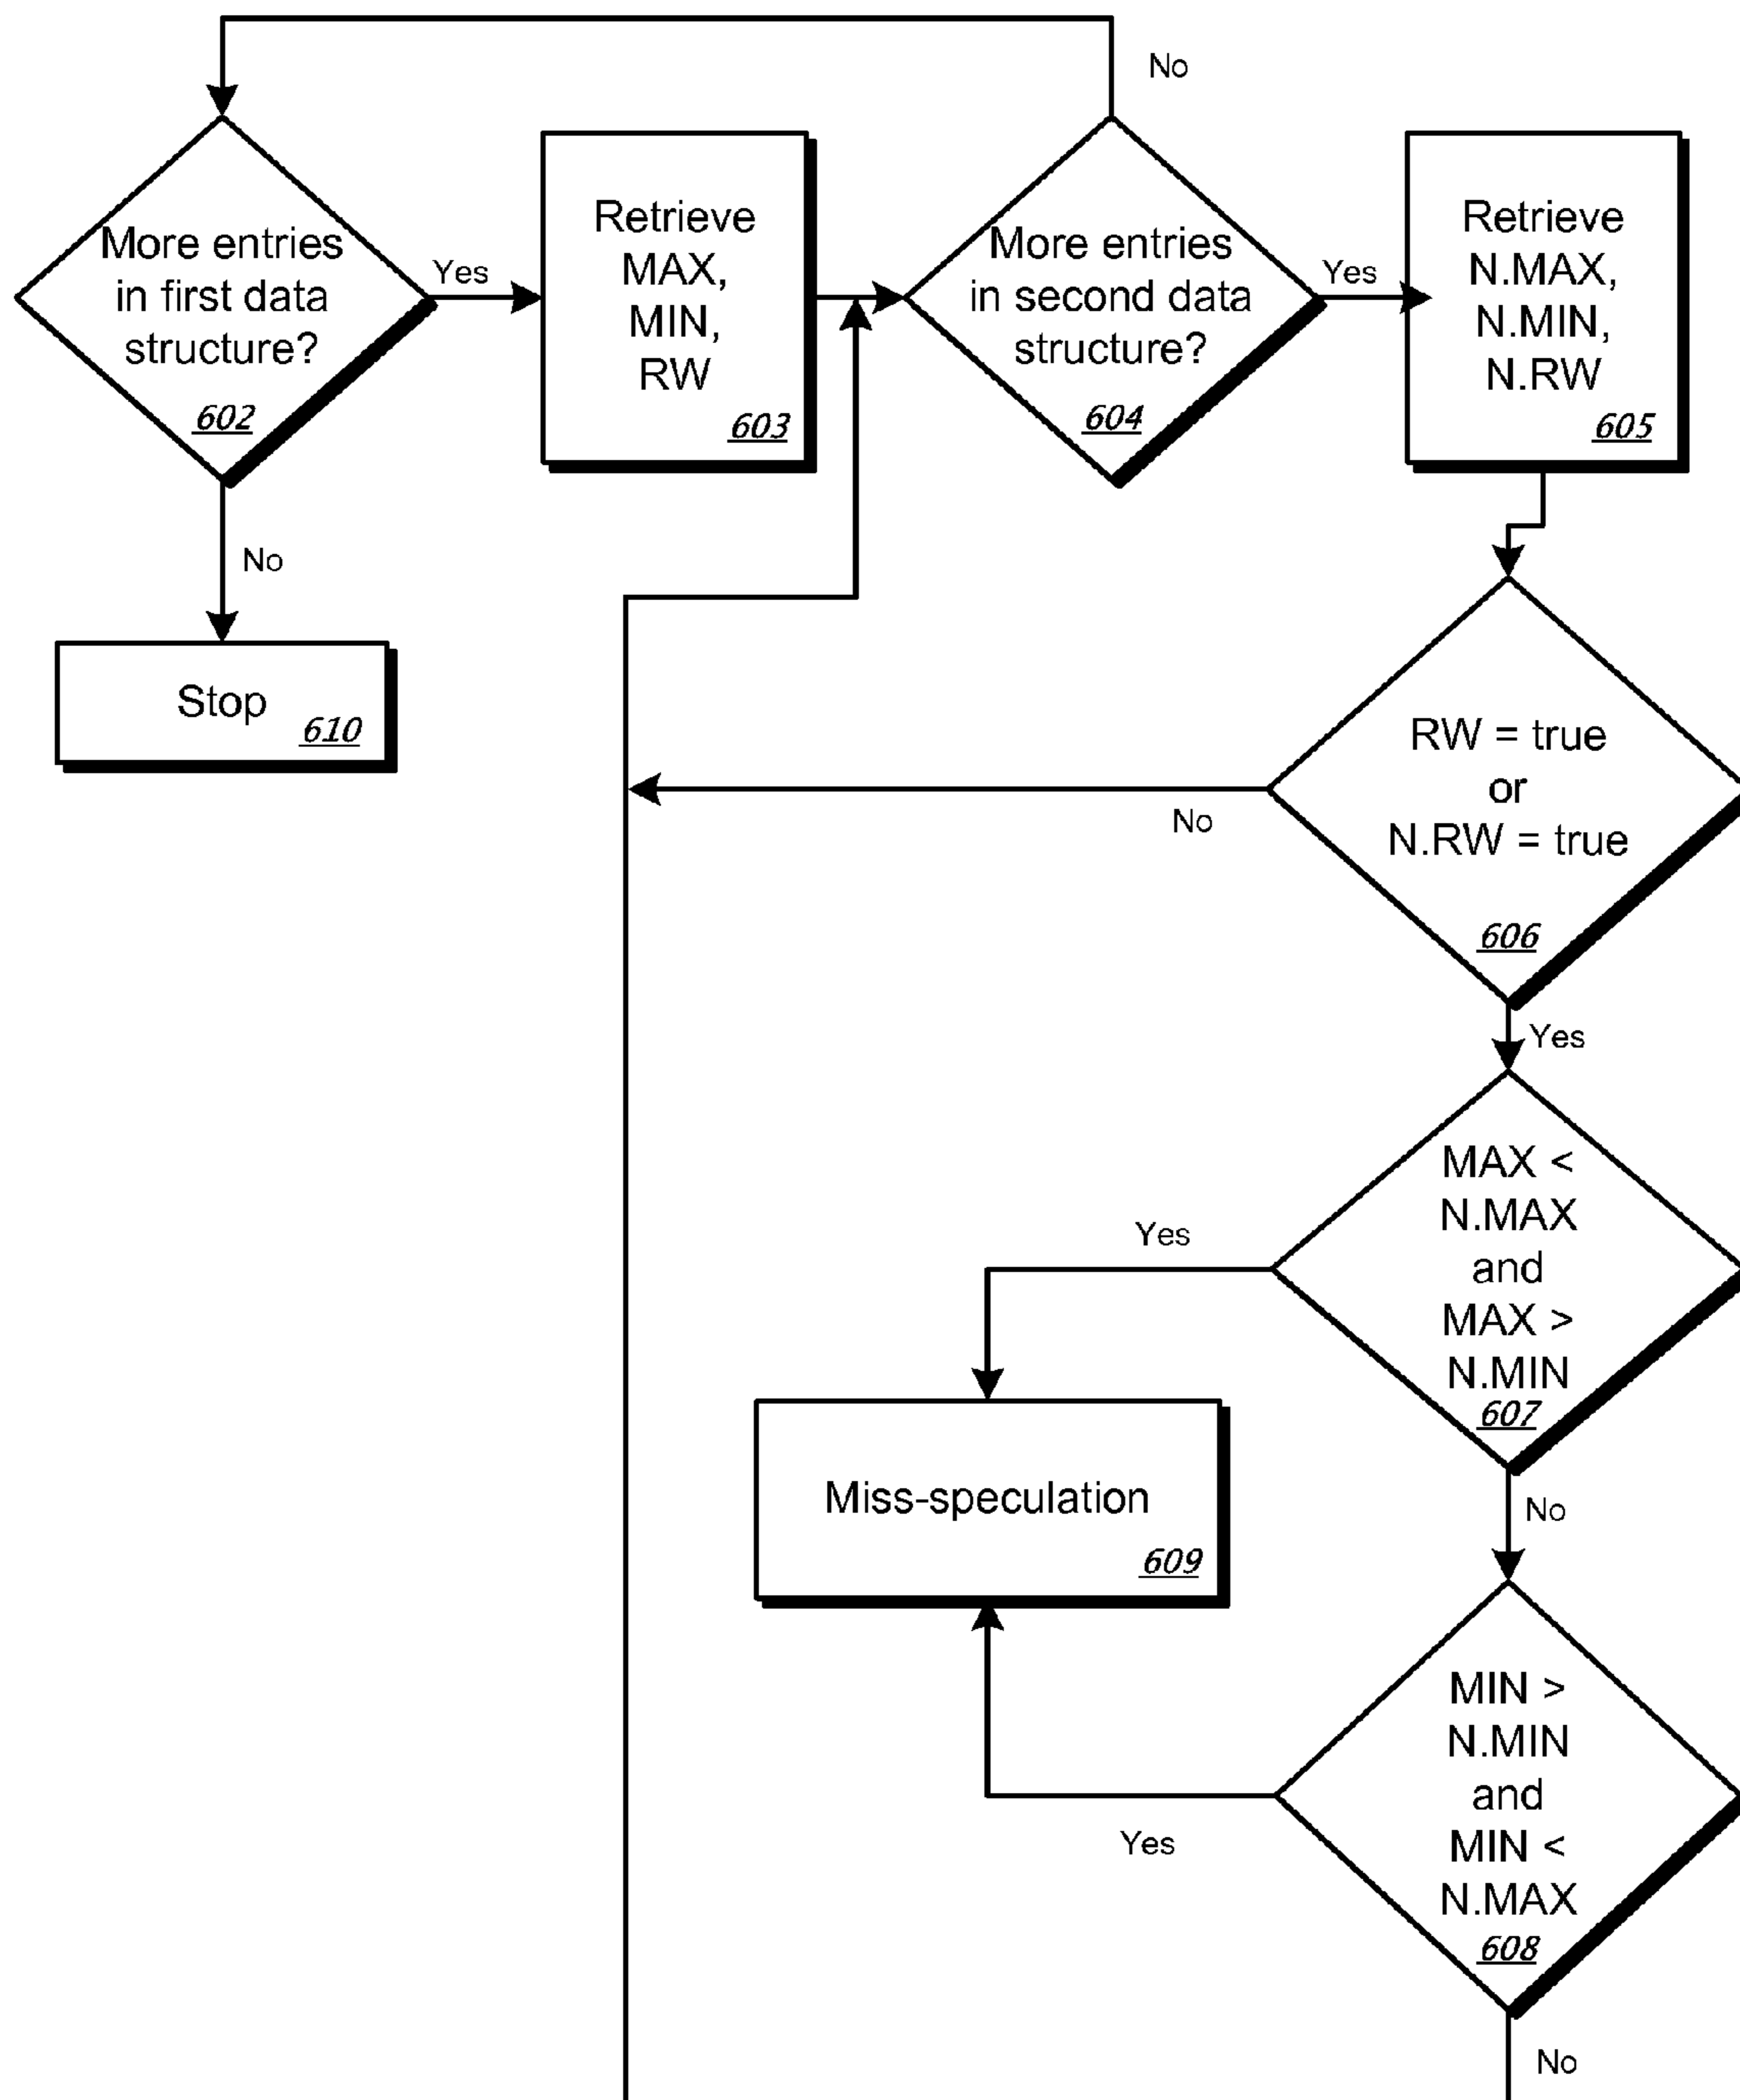 No
More entries
in first data
structure?
602
Yes
Retrieve
MAX,
MIN,
RW
603
More entries
in second data
structure?
604
Yes
Retrieve
N.MAX,
N.MIN,
N.RW
605
No
Stop
610
RW = true
or
N.RW = true
606
No
Yes
MAX <
N.MAX
and
MAX >
N.MIN
607
Yes
Miss-speculation
609
No
MIN >
N.MIN
and
MIN <
N.MAX
608
Yes
No